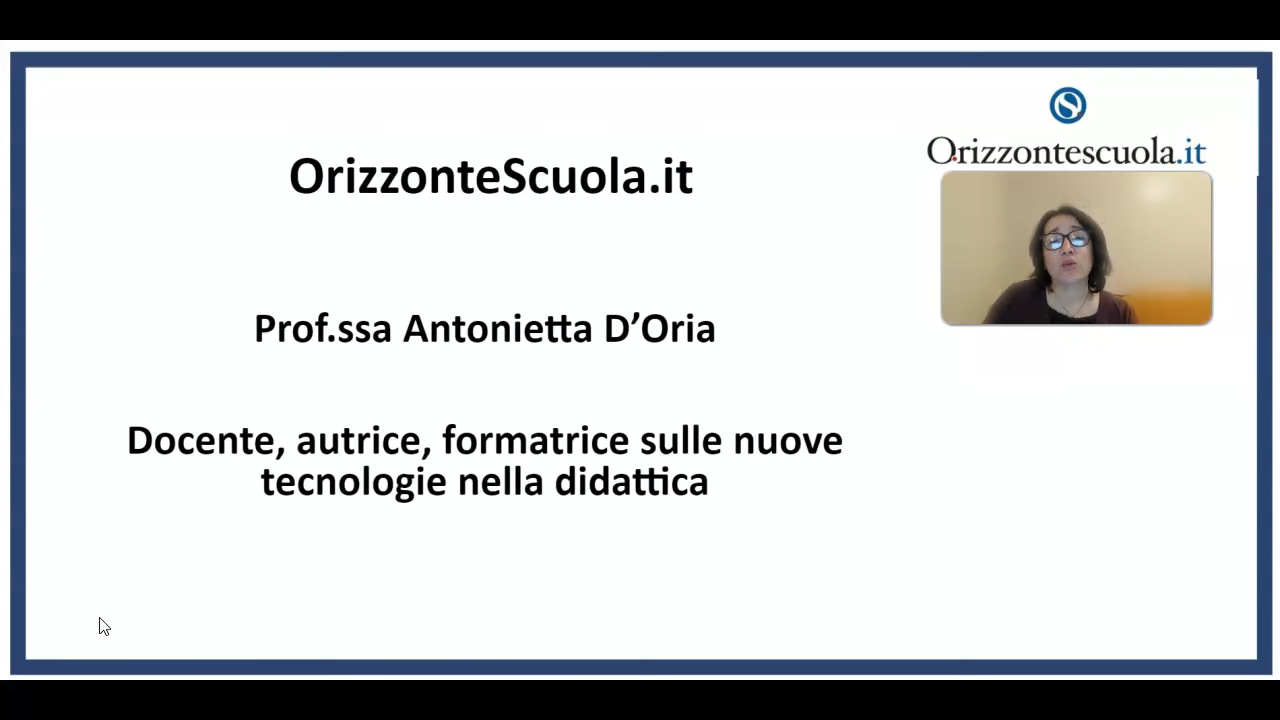 OrizzonteScuola.it
Orizzontescuola.it
Prof.ssa Antonietta D’Oria
Docente, autrice, formatrice sulle nuove
tecnologie nella didattica